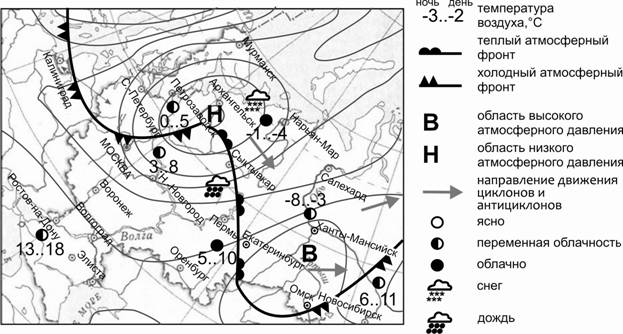 Мурманск
Калининград
С.-Петербург
Петрозаводск
Архангельск
Н
0..5
-1..-4
Нарьян-Мар
МОСКВА
3..8
Сыктывкар
Салехард
Н. Новгород
Воронеж
-8..-3
Ростов-на-Дону
Волгоград
Волга
Пермь
Екатеринбург
Ханты-Мансийск
13..18
5..10
В
Элиста
Оренбург
МОРЕ
Омск
Новосибирск
6..11
ночь день
-3..-2
температура
воздуха,°С
теплый атмосферный
фронт
холодный атмосферный
фронт
В
область высокого
атмосферного давления
Н
область низкого
атмосферного давления
направление движения
циклонов и
антициклонов
ясно
переменная облачность
облачно
снег
дождь